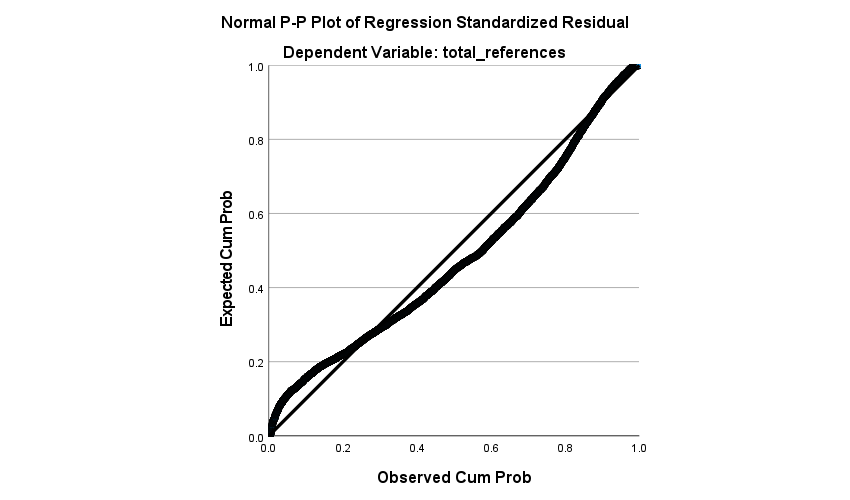 Normal P-P Plot of Regression Standardized Residual
Dependent Variable: total_references
1.0
0.8
0.6
0.4
0.2
0.0
Expected Cum Prob
0.0 0.2 0.4 0.6 0.8 1.0
Observed Cum Prob